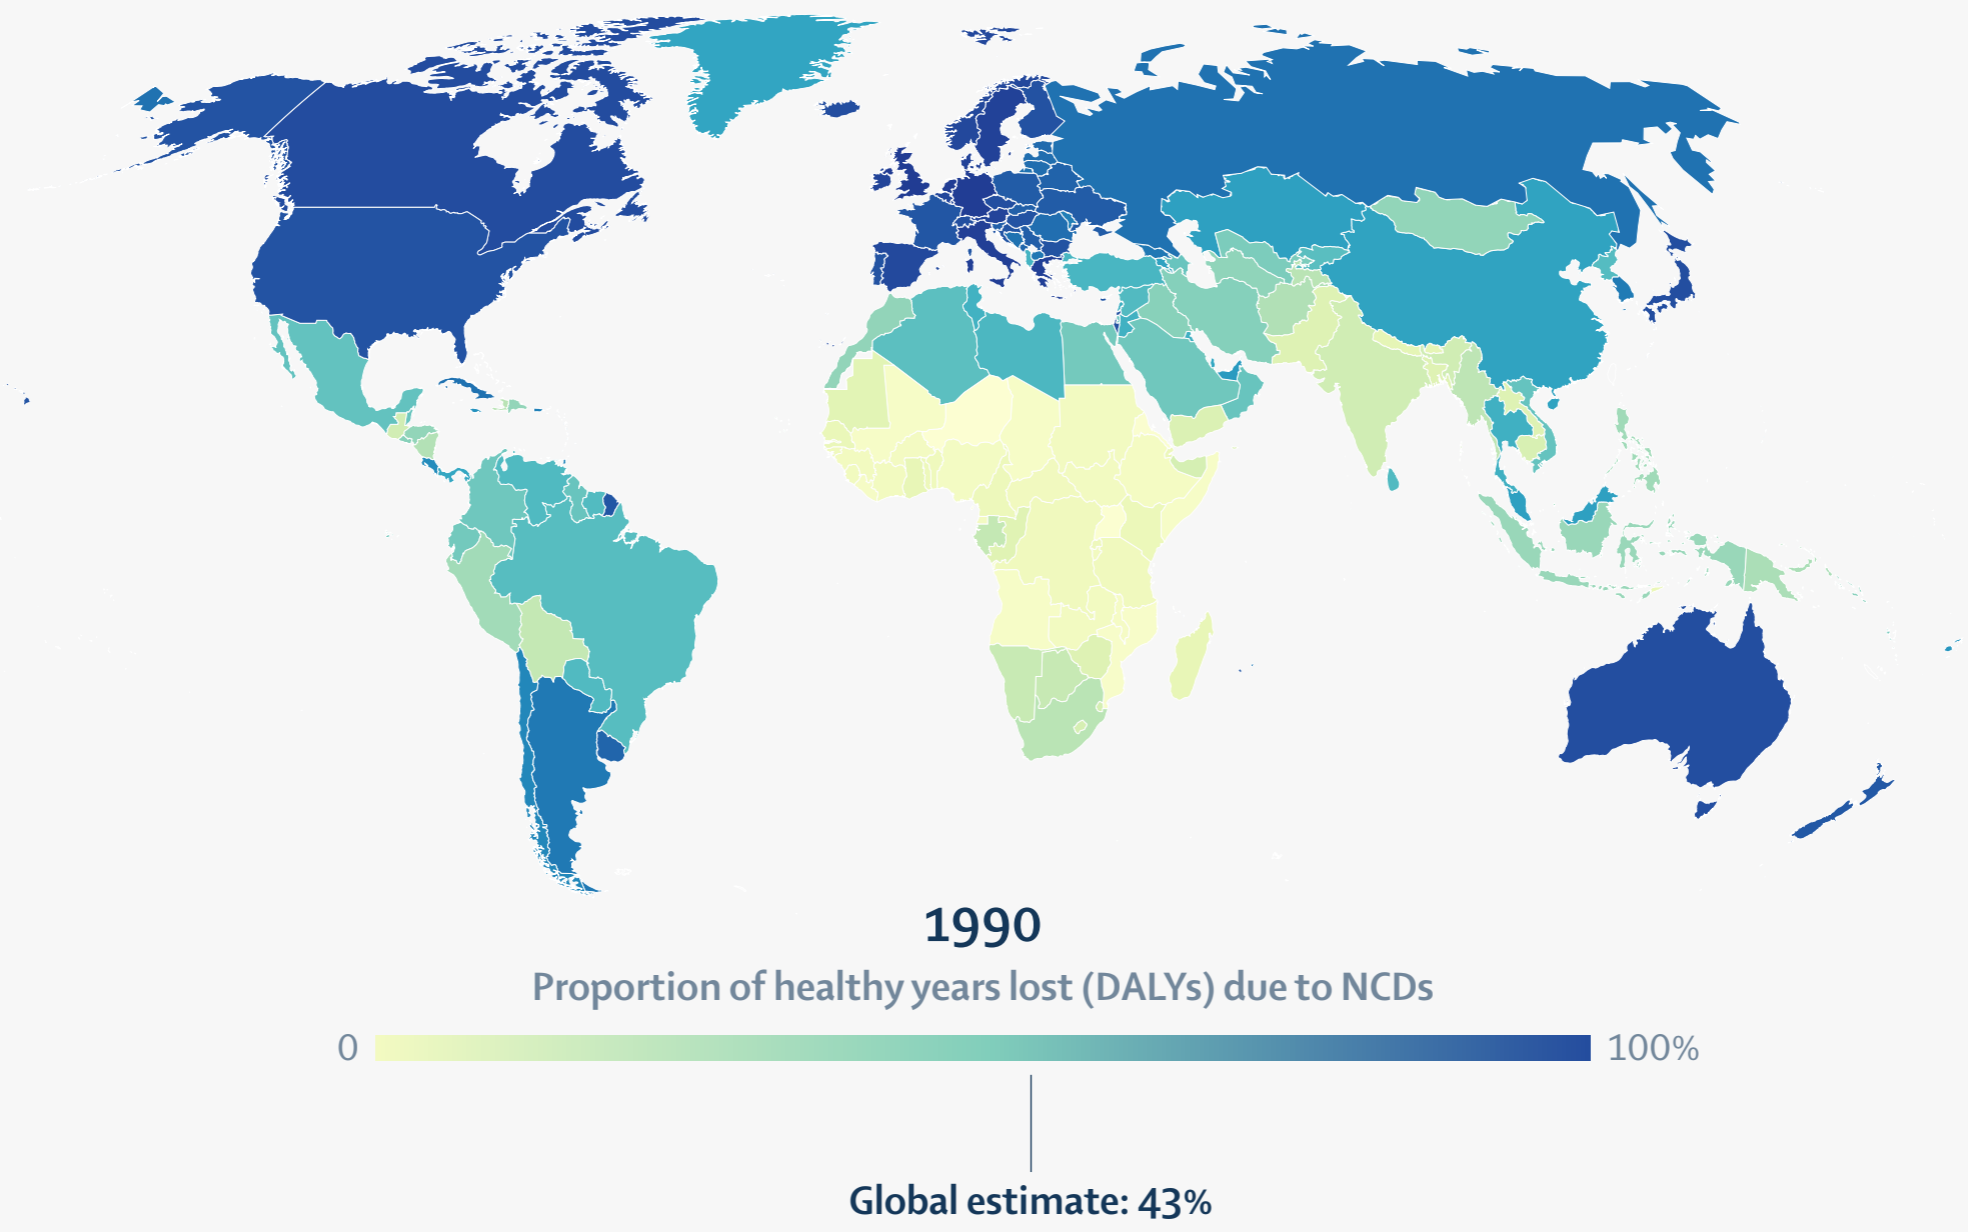 1990
Proportion of healthy years lost (DALYs) due to NCDs
0 100%
Global estimate: 43%